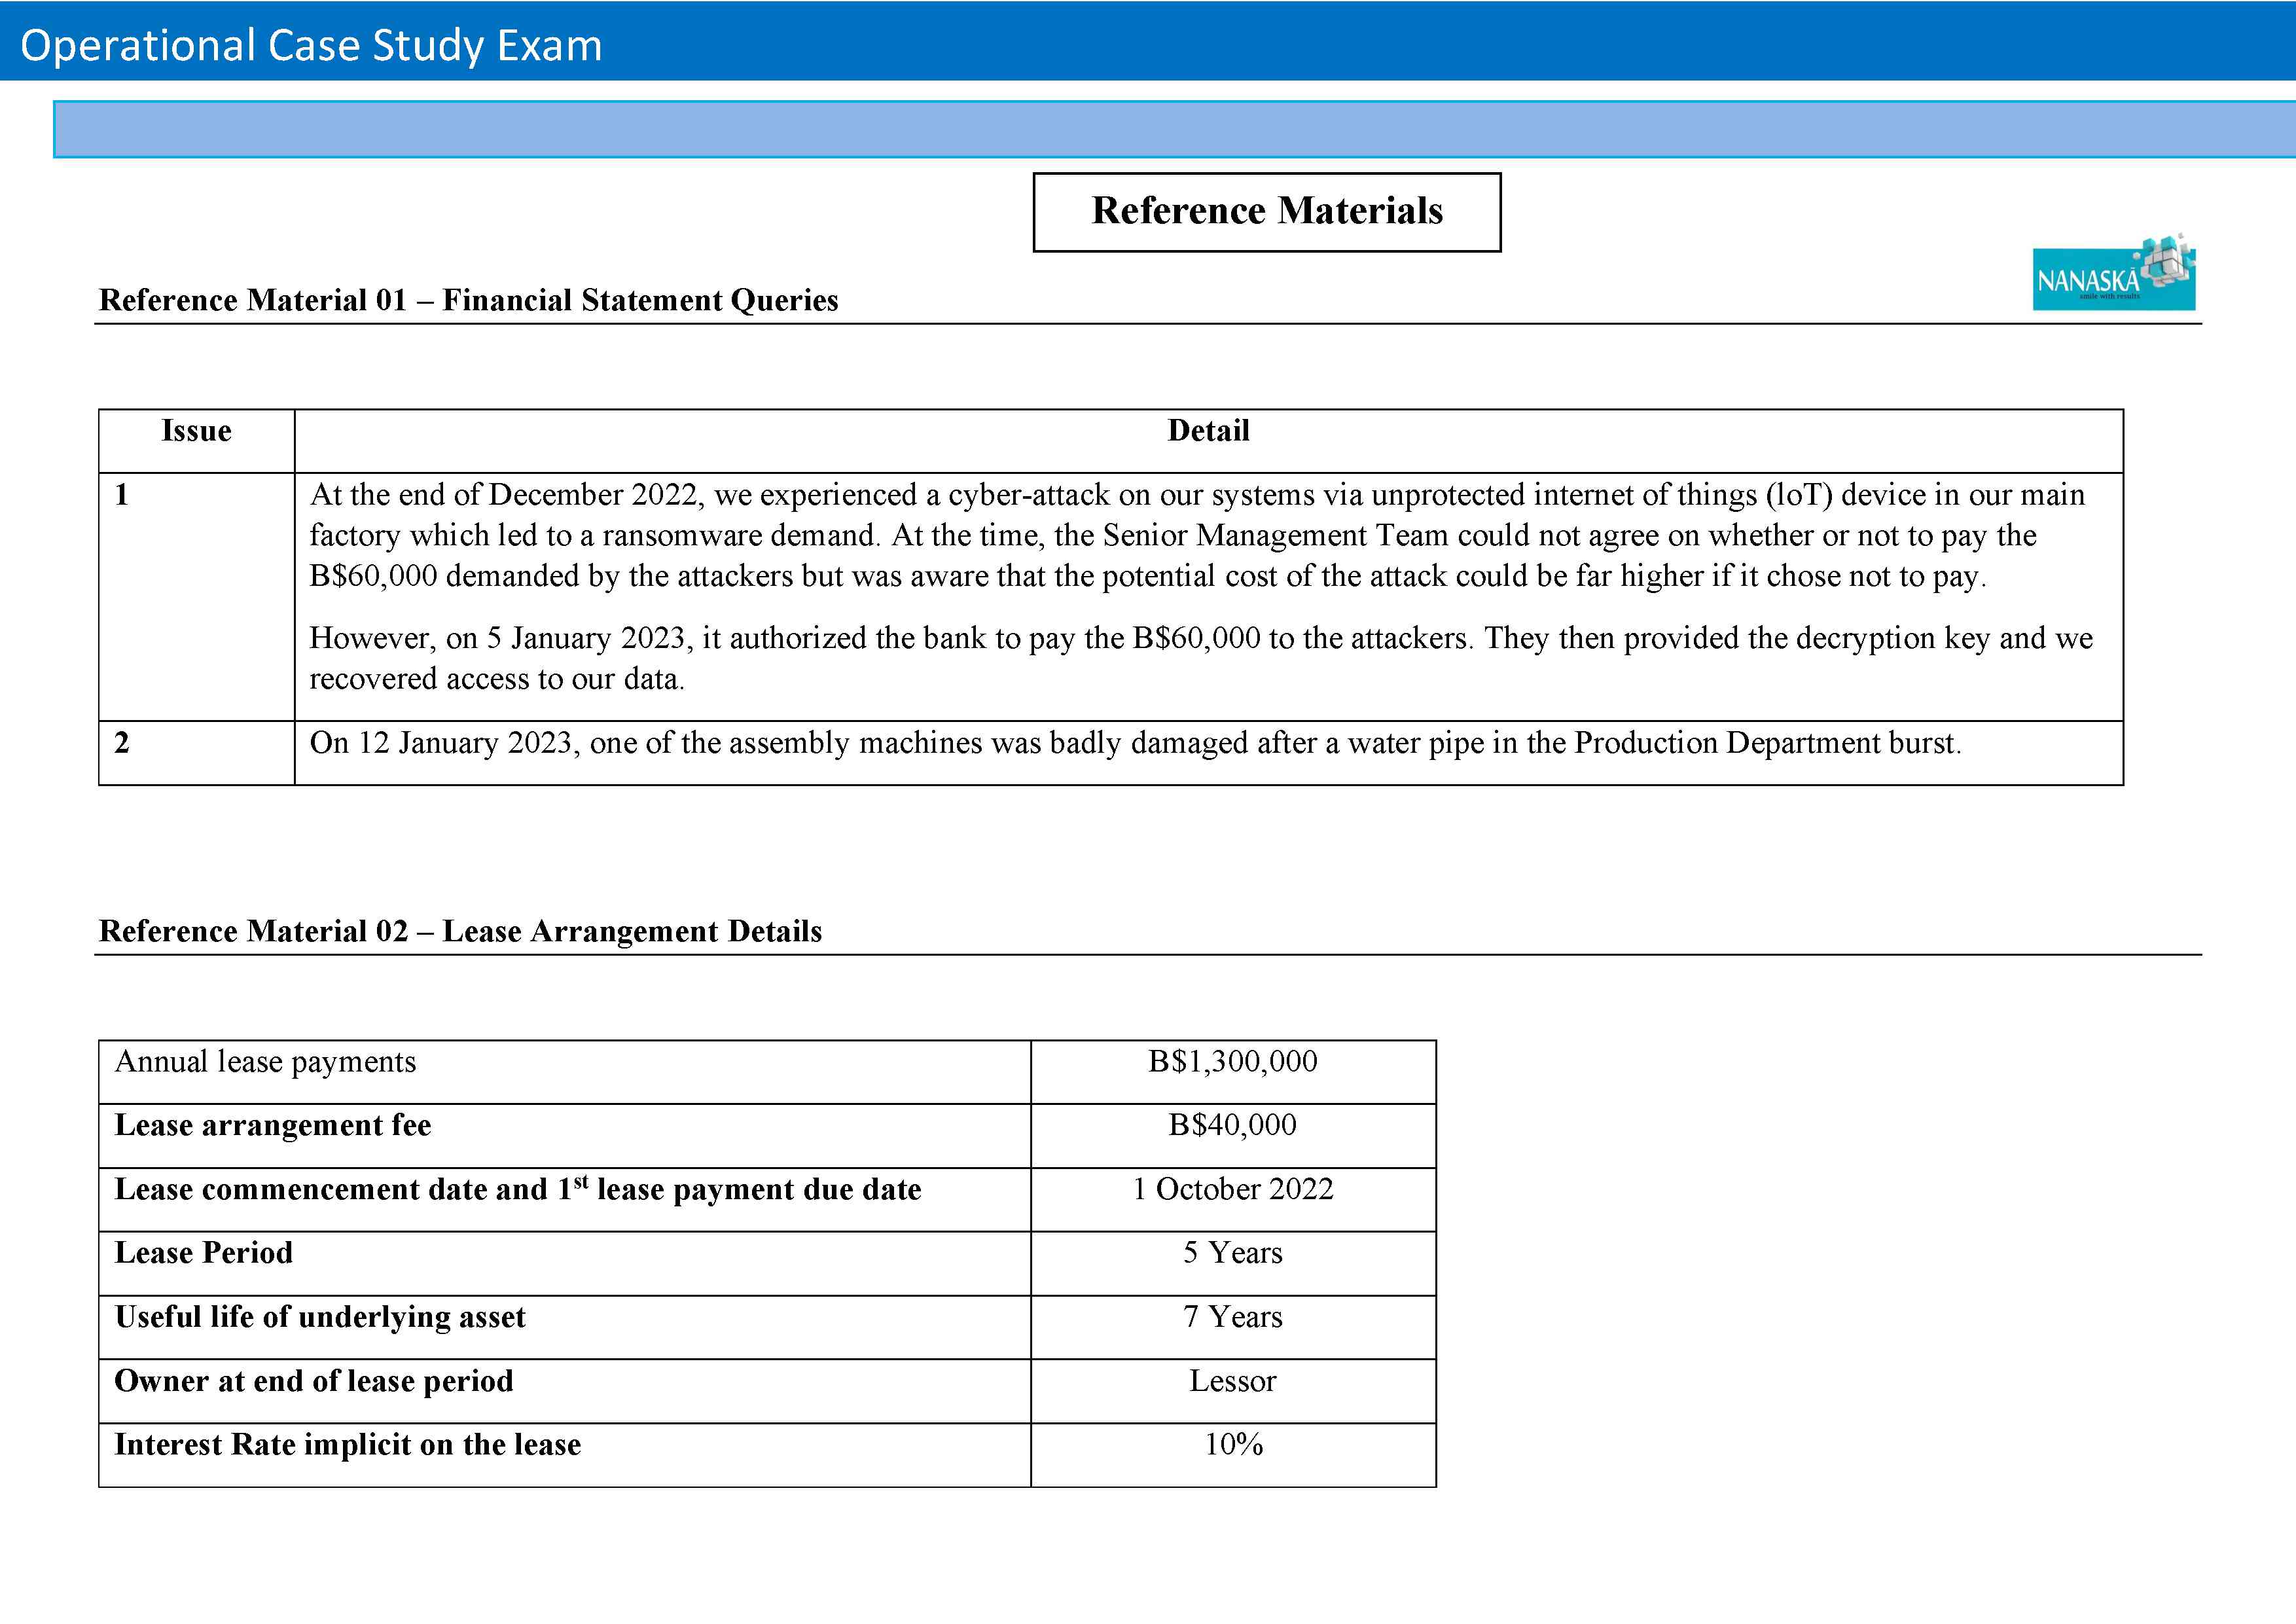 Operational Case Study Exam
Reference Materials
NANASKĀ
smile with results
Reference Material 01 – Financial Statement Queries
Issue
Detail
1
At the end of December 2022, we experienced a cyber-attack on our systems via unprotected internet of things (loT) device in our main
factory which led to a ransomware demand. At the time, the Senior Management Team could not agree on whether or not to pay the
B$60,000 demanded by the attackers but was aware that the potential cost of the attack could be far higher if it chose not to pay.
However, on 5 January 2023, it authorized the bank to pay the B$60,000 to the attackers. They then provided the decryption key and we
recovered access to our data.
2
On 12 January 2023, one of the assembly machines was badly damaged after a water pipe in the Production Department burst.
Reference Material 02 – Lease Arrangement Details
Annual lease payments
B$1,300,000
Lease arrangement fee
B$40,000
Lease commencement date and 1st lease payment due date
1 October 2022
Lease Period
5 Years
Useful life of underlying asset
7 Years
Owner at end of lease period
Lessor
Interest Rate implicit on the lease
10%